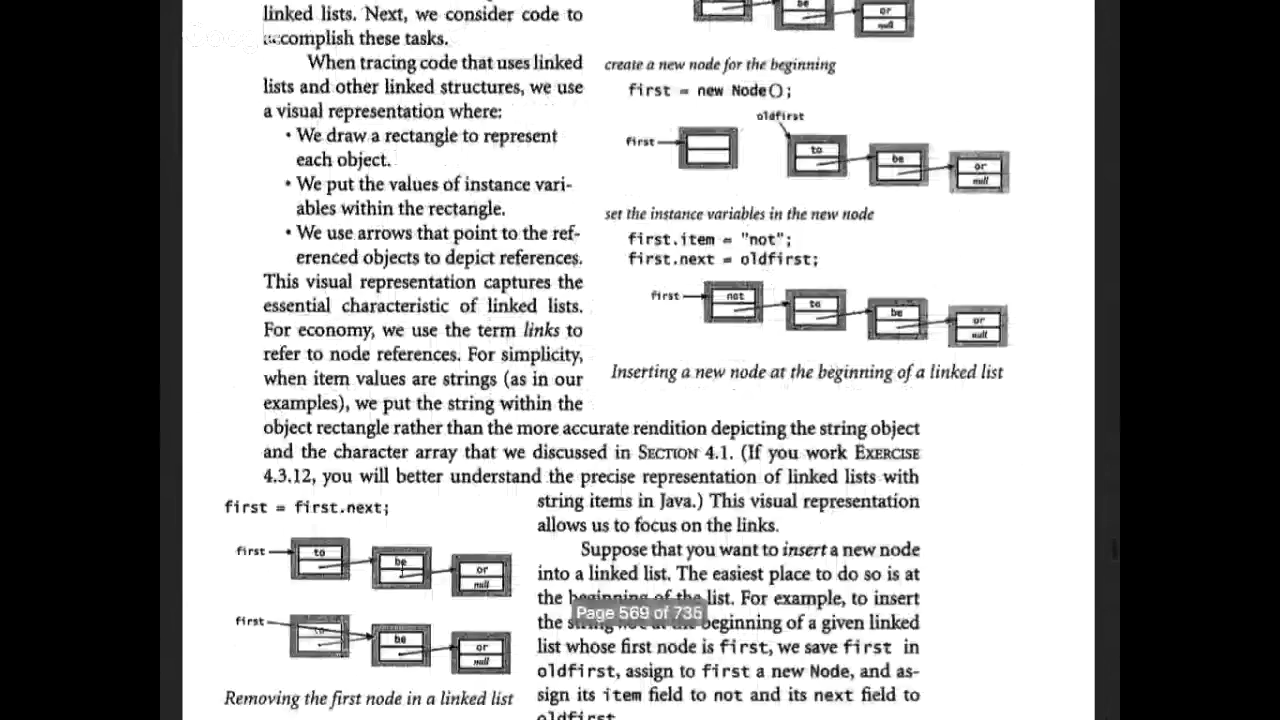 linked lists. Next, we consider code to
accomplish these tasks.
When tracing code that uses linked
lists and other linked structures, we use
a visual representation where:
• We draw a rectangle to represent
each object.
• We put the values of instance vari-
ables within the rectangle.
• We use arrows that point to the ref-
erenced objects to depict references.
This visual representation captures the
essential characteristic of linked lists.
For economy, we use the term links to
refer to node references. For simplicity,
when item values are strings (as in our
examples), we put the string within the
object rectangle rather than the more accurate rendition depicting the string object
and the character array that we discussed in SECTION 4.1. (If you work EXERCISE
4.3.12, you will better understand the precise representation of linked lists with
string items in Java.) This visual representation
allows us to focus on the links.
Suppose that you want to insert a new node
into a linked list. The easiest place to do so is at
the beginning of the list. For example, to insert
the beginning of a given linked
list whose first node is first, we save first in
oldfirst, assign to first a new Node, and as-
sign its item field to not and its next field to
oldfirst.
be
or
null
create a new node for the beginning
first = new Node();
oldfirst
first
to
be
or
null
set the instance variables in the new node
first.item = "not";
first.next = oldfirst;
first
not
to
be
or
null
Inserting a new node at the beginning of a linked list
first = first.next;
first
to
be
or
null
first
to
be
or
null
Removing the first node in a linked list
Page 569 of 736